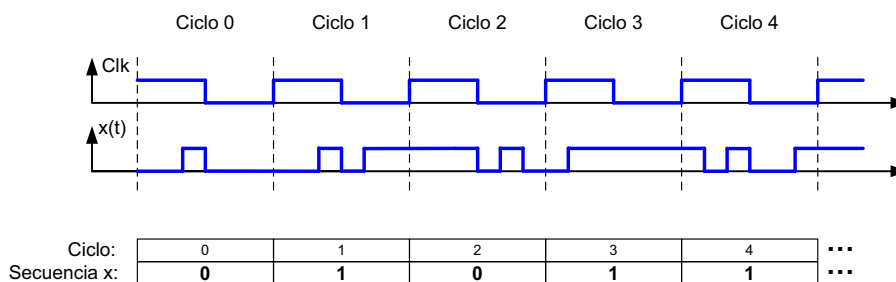 Ciclo 0 Ciclo 1 Ciclo 2 Ciclo 3 Ciclo 4
Clk
x(t)
Ciclo: 0 1 2 3 4 ...
Secuencia x: 0 1 0 1 1 ...